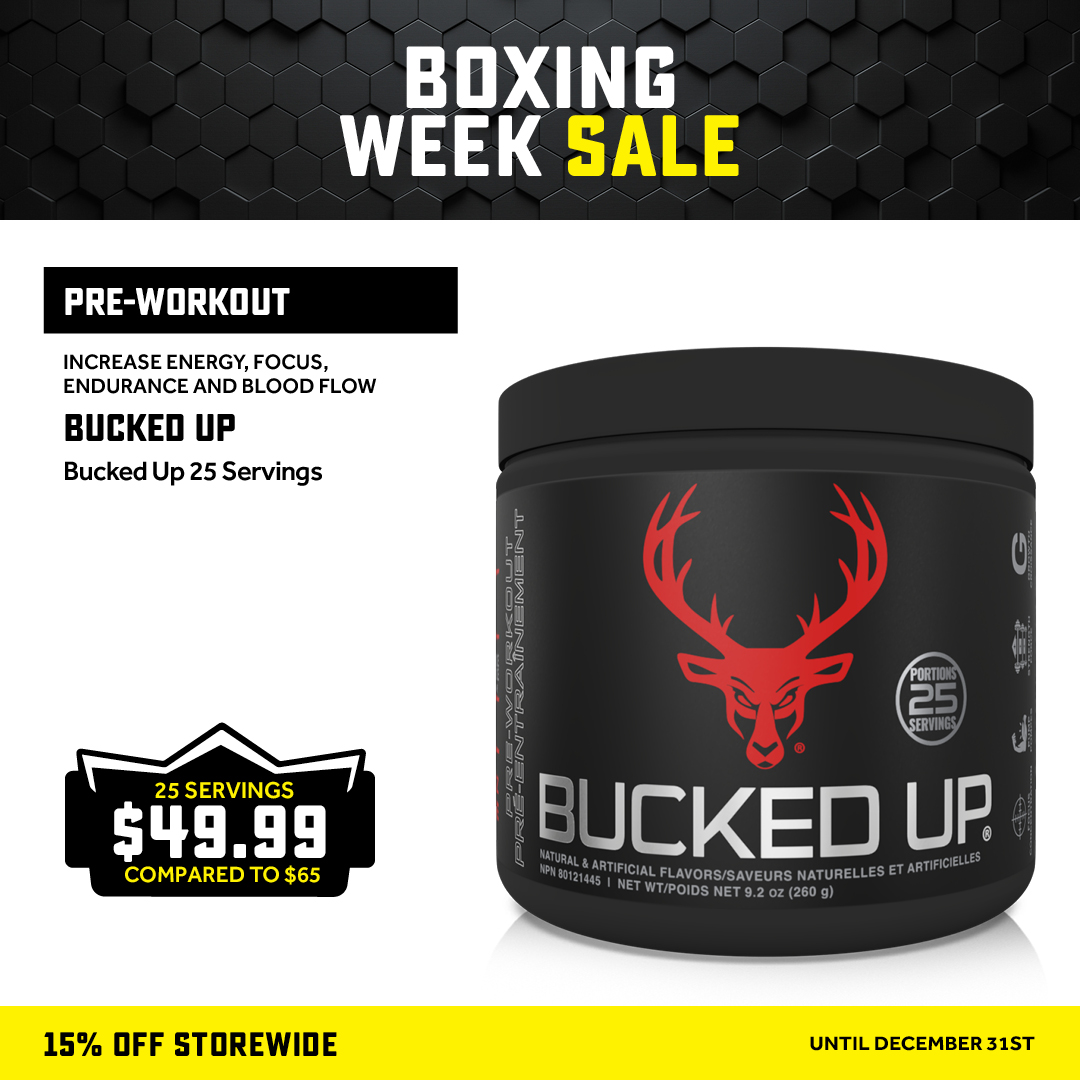 BOXING
WEEK SALE
PRE-WORKOUT
INCREASE ENERGY, FOCUS,
ENDURANCE AND BLOOD FLOW
BUCKED UP
Bucked Up 25 Servings
25 SERVINGS
$49.99
COMPARED TO $65
PRE-WORKOUT
PRÉ-ENTRAÎNEMENT
G
PORTIONS
25
SERVINGS
®
BUCKED UP®
NATURAL & ARTIFICIAL FLAVORS/SAVEURS NATURELLES ET ARTIFICIELLES
NPN 80121445 | NET WT/POIDS NET 9.2 oz (260 g)
15% OFF STOREWIDE
UNTIL DECEMBER 31ST